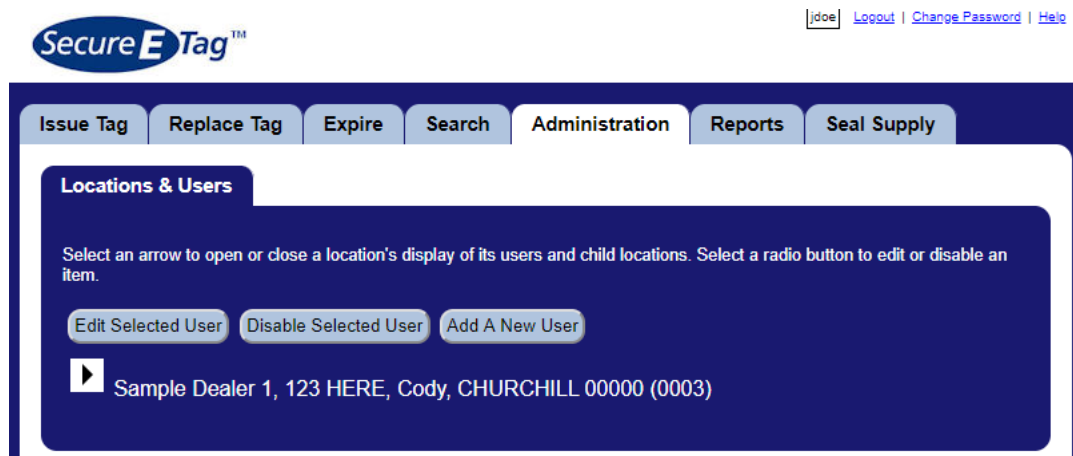 jdoe Logout | Change Password | Help
Secure E Tag™
Issue Tag Replace Tag Expire Search Administration Reports Seal Supply
Locations & Users
Select an arrow to open or close a location's display of its users and child locations. Select a radio button to edit or disable an
item.
Edit Selected User Disable Selected User Add A New User
Sample Dealer 1, 123 HERE, Cody, CHURCHILL 00000 (0003)